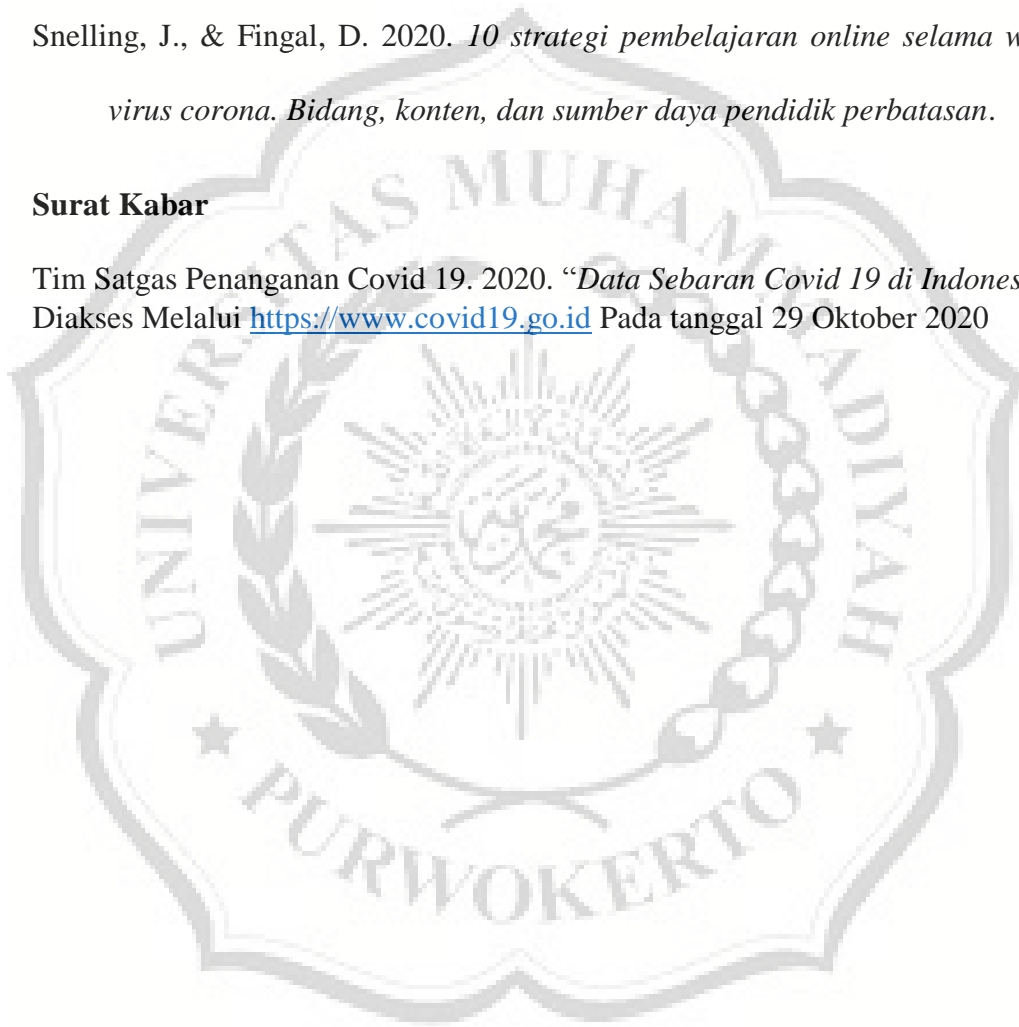 Snelling, J., & Fingal, D. 2020. 10 strategi pembelajaran online selama w
virus corona. Bidang, konten, dan sumber daya pendidik perbatasan.
Surat Kabar
Tim Satgas Penanganan Covid 19. 2020. “Data Sebaran Covid 19 di Indones
Diakses Melalui https://www.covid19.go.id Pada tanggal 29 Oktober 2020
UNIVERSITAS MUHAMMADIYAH
PURWOKERTO